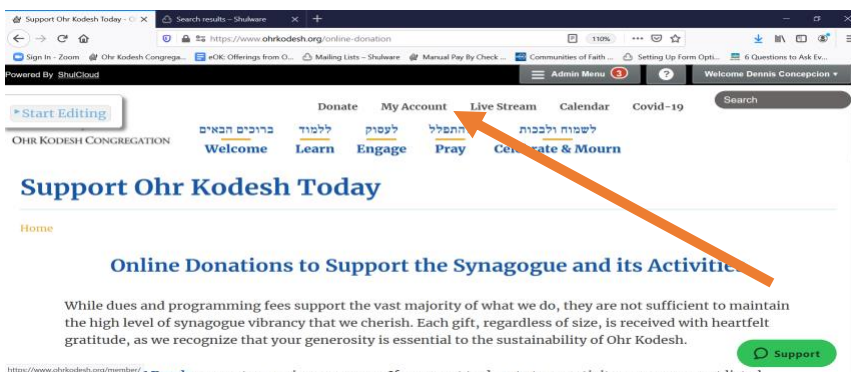 Support Ohr Kodesh Today - O
Search results – Shulware
https://www.ohrkodesh.org/online-donation
110%
Sign In - Zoom
Ohr Kodesh Congrega...
eOK: Offerings from O...
Mailing Lists – Shulware
Manual Pay By Check ...
Communities of Faith ...
Setting Up Form Opti...
6 Questions to Ask Ev...
Powered By ShulCloud
Admin Menu 3
?
Welcome Dennis Concepcion
Start Editing
Donate My Account Live Stream Calendar Covid-19
Search
OHR KODESH CONGREGATION
ברוכים הבאים ללמוד לעסוק התפלל לשמוח ולבכות
Welcome Learn Engage Pray Celebrate & Mourn
Support Ohr Kodesh Today
Home
Online Donations to Support the Synagogue and its Activities
While dues and programming fees support the vast majority of what we do, they are not sufficient to maintain
the high level of synagogue vibrancy that we cherish. Each gift, regardless of size, is received with heartfelt
gratitude, as we recognize that your generosity is essential to the sustainability of Ohr Kodesh.
Support
https://www.ohrkodesh.org/member/